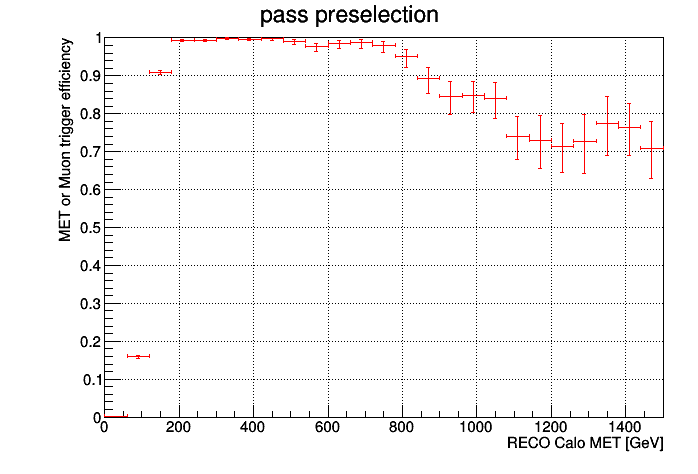 pass preselection
MET or Muon trigger efficiency
1
0.9
0.8
0.7
0.6
0.5
0.4
0.3
0.2
0.1
0
0 200 400 600 800 1000 1200 1400
RECO Calo MET [GeV]